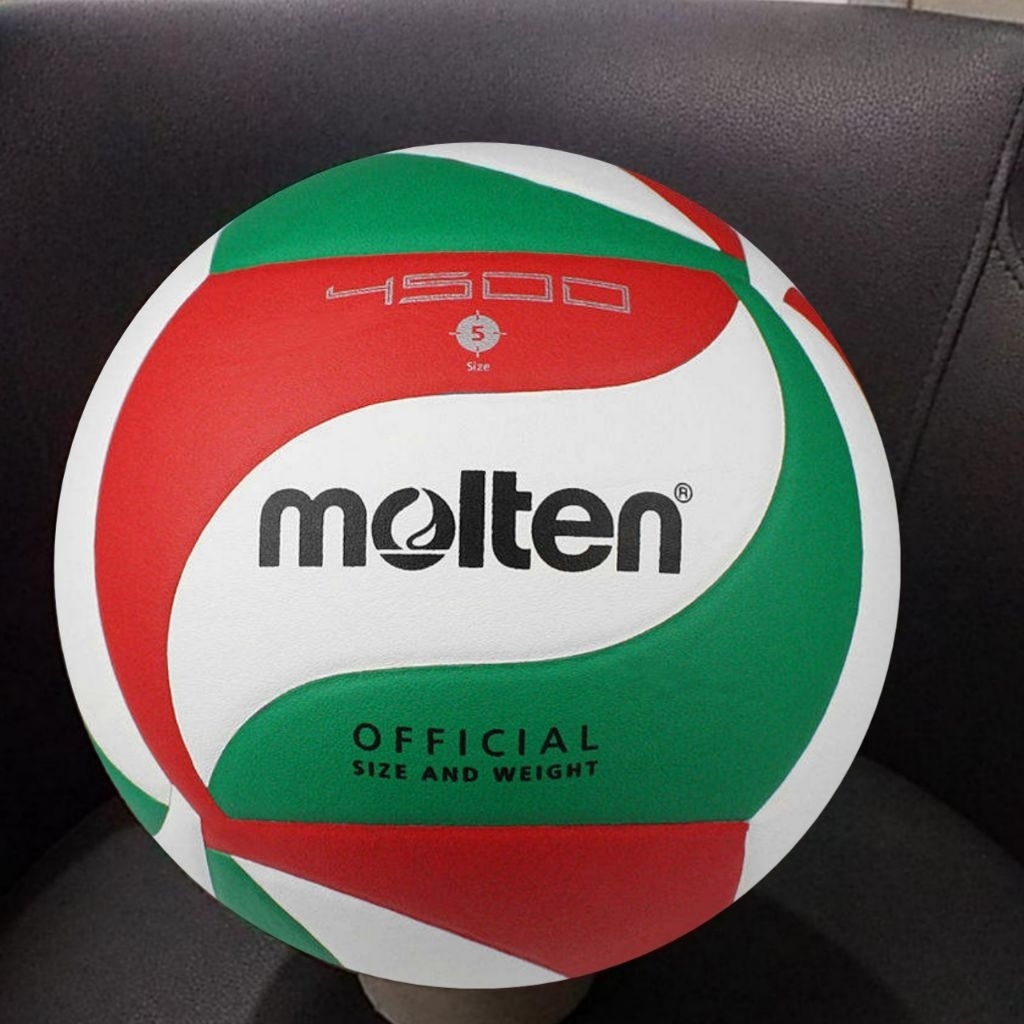 4500
5
Size
molten®
OFFICIAL
SIZE AND WEIGHT